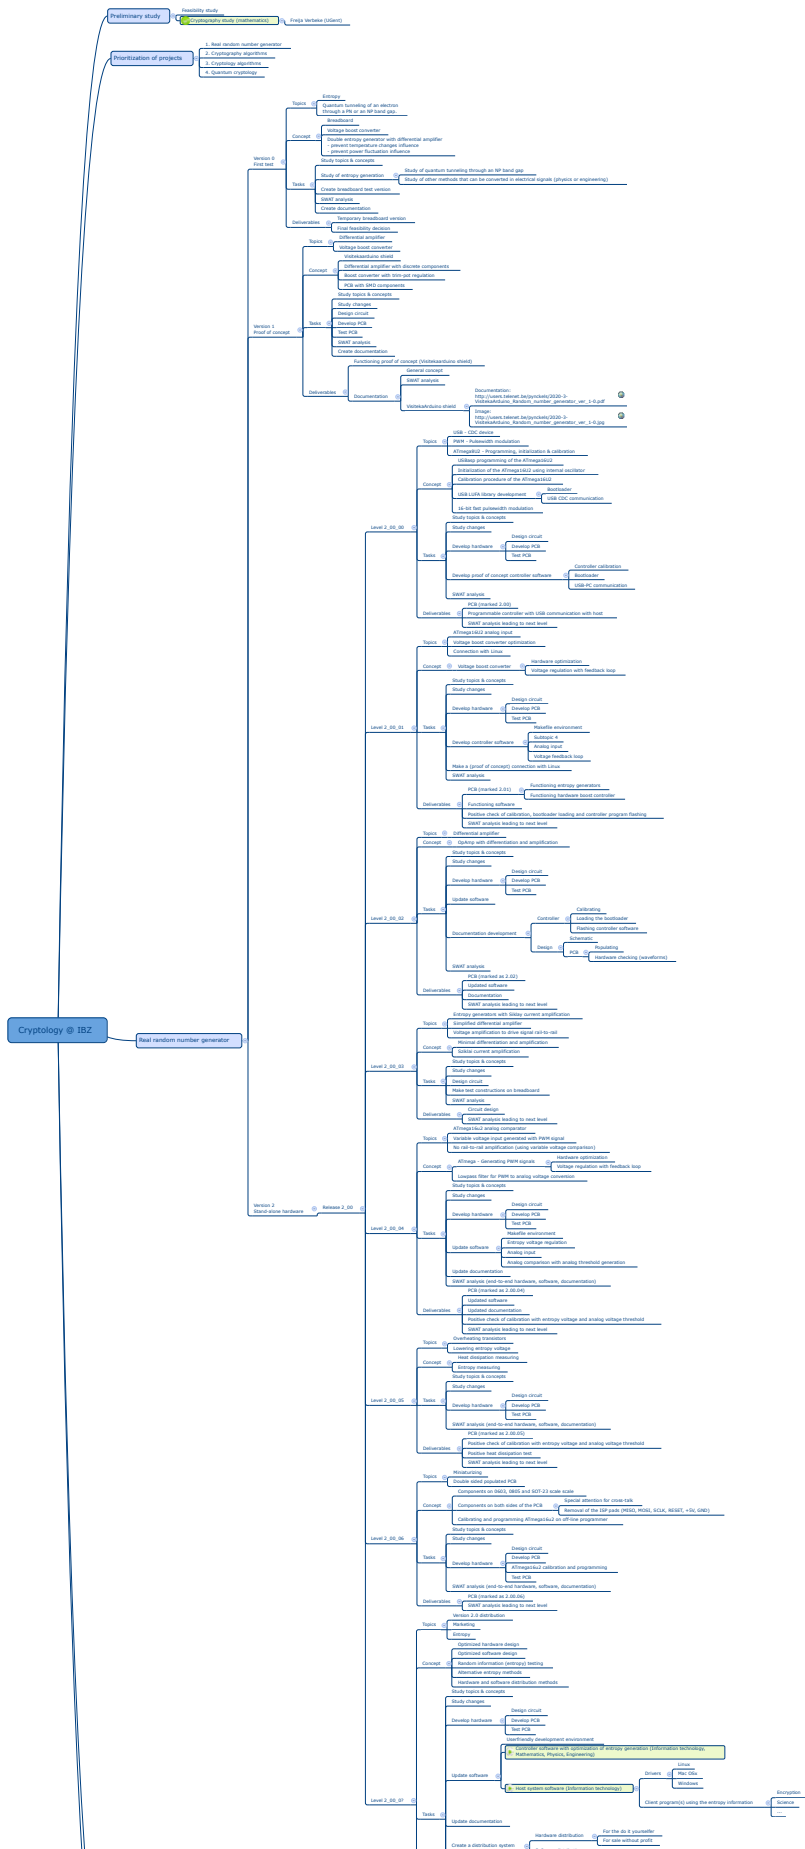 Preliminary study
Feasibility study
Cryptography study (mathematics)
Freija Verbeke (UGent)
Prioritization of projects
1. Real random number generator
2. Cryptography algorithms
3. Cryptology algorithms
4. Quantum cryptology
Cryptology @ IBZ
Real random number generator
Version 0
First test
Topics
Entropy
Quantum tunneling of an electron
through a PN or an NP band gap.
Concept
Breadboard
Voltage boost converter
Double entropy generator with differential amplifier
- prevent temperature changes influence
- prevent power fluctuation influence
Tasks
Study topics & concepts
Study of entropy generation
Study of quantum tunneling through an NP band gap
Study of other methods that can be converted in electrical signals (physics or engineering)
Create breadboard test version
SWAT analysis
Create documentation
Deliverables
Temporary breadboard version
Final feasibility decision
Version 1
Proof of concept
Topics
Differential amplifier
Voltage boost converter
Concept
Visitekaarduino shield
Differential amplifier with discrete components
Boost converter with trim-pot regulation
PCB with SMD components
Tasks
Study topics & concepts
Study changes
Design circuit
Develop PCB
Test PCB
SWAT analysis
Create documentation
Deliverables
Functioning proof of concept (Visitekaarduino shield)
Documentation
General concept
SWAT analysis
VisitekaArduino shield
Documentation:
http://users.telenet.be/pynckels/2020-3-
VisitekaArduino_Random_number_generator_ver_1-0.pdf
Image:
http://users.telenet.be/pynckels/2020-3-
VisitekaArduino_Random_number_generator_ver_1-0.jpg
Version 2
Stand-alone hardware
Release 2_00
Level 2_00_00
Topics
USB - CDC device
PWM - Pulsewidth modulation
ATmega8U2 - Programming, initialization & calibration
Concept
USBasp programming of the ATmega16U2
Initialization of the ATmega16U2 using internal oscillator
Calibration procedure of the ATmega16U2
USB LUFA library development
Bootloader
USB CDC communication
16-bit fast pulsewidth modulation
Tasks
Study topics & concepts
Study changes
Develop hardware
Design circuit
Develop PCB
Test PCB
Develop proof of concept controller software
Controller calibration
Bootloader
USB-PC communication
SWAT analysis
Deliverables
PCB (marked 2.00)
Programmable controller with USB communication with host
SWAT analysis leading to next level
Level 2_00_01
Topics
ATmega16U2 analog input
Voltage boost converter optimization
Connection with Linux
Concept
Voltage boost converter
Hardware optimization
Voltage regulation with feedback loop
Tasks
Study topics & concepts
Study changes
Develop hardware
Design circuit
Develop PCB
Test PCB
Develop controller software
Makefile environment
Subtopic 4
Analog input
Voltage feedback loop
Make a (proof of concept) connection with Linux
SWAT analysis
Deliverables
PCB (marked 2.01)
Functioning entropy generators
Functioning hardware boost controller
Functioning software
Positive check of calibration, bootloader loading and controller program flashing
SWAT analysis leading to next level
Level 2_00_02
Topics
Differential amplifier
Concept
OpAmp with differentiation and amplification
Tasks
Study topics & concepts
Study changes
Develop hardware
Design circuit
Develop PCB
Test PCB
Update software
Documentation development
Controller
Calibrating
Loading the bootloader
Flashing controller software
Design
Schematic
PCB
Populating
Hardware checking (waveforms)
SWAT analysis
Deliverables
PCB (marked as 2.02)
Updated software
Documentation
SWAT analysis leading to next level
Level 2_00_03
Topics
Entropy generators with Siklay current amplification
Simplified differential amplifier
Voltage amplification to drive signal rail-to-rail
Concept
Minimal differentiation and amplification
Sziklai current amplification
Tasks
Study topics & concepts
Study changes
Design circuit
Make test constructions on breadboard
SWAT analysis
Deliverables
Circuit design
SWAT analysis leading to next level
Level 2_00_04
Topics
ATmega16u2 analog comparator
Variable voltage input generated with PWM signal
No rail-to-rail amplification (using variable voltage comparison)
Concept
ATmega - Generating PWM signals
Hardware optimization
Voltage regulation with feedback loop
Lowpass filter for PWM to analog voltage conversion
Tasks
Study topics & concepts
Study changes
Develop hardware
Design circuit
Develop PCB
Test PCB
Update software
Makefile environment
Entropy voltage regulation
Analog input
Analog comparison with analog threshold generation
Update documentation
SWAT analysis (end-to-end hardware, software, documentation)
Deliverables
PCB (marked as 2.00.04)
Updated software
Updated documentation
Positive check of calibration with entropy voltage and analog voltage threshold
SWAT analysis leading to next level
Level 2_00_05
Topics
Overheating transistors
Lowering entropy voltage
Concept
Heat dissipation measuring
Entropy measuring
Tasks
Study topics & concepts
Study changes
Develop hardware
Design circuit
Develop PCB
Test PCB
SWAT analysis (end-to-end hardware, software, documentation)
Deliverables
PCB (marked as 2.00.05)
Positive check of calibration with entropy voltage and analog voltage threshold
Positive heat dissipation test
SWAT analysis leading to next level
Level 2_00_06
Topics
Miniaturizing
Double sided populated PCB
Concept
Components on 0603, 0805 and SOT-23 scale scale
Components on both sides of the PCB
Special attention for cross-talk
Removal of the ISP pads (MISO, MOSI, SCLK, RESET, +5V, GND)
Calibrating and programming ATmega16u2 on off-line programmer
Tasks
Study topics & concepts
Study changes
Develop hardware
Design circuit
Develop PCB
ATmega16u2 calibration and programming
Test PCB
SWAT analysis (end-to-end hardware, software, documentation)
Deliverables
PCB (marked as 2.00.06)
SWAT analysis leading to next level
Level 2_00_0?
Topics
Version 2.0 distribution
Marketing
Entropy
Concept
Optimized hardware design
Optimized software design
Random information (entropy) testing
Alternative entropy methods
Hardware and software distribution methods
Tasks
Study topics & concepts
Study changes
Develop hardware
Design circuit
Develop PCB
Test PCB
Update software
Userfriendly development environment
Controller software with optimization of entropy generation (Information technology,
Mathematics, Physics, Engineering)
Host system software (Information technology)
Drivers
Linux
Mac OSx
Windows
Client program(s) using the entropy information
Encryption
Science
...
Update documentation
Create a distribution system
Hardware distribution
For the do it yourselfer
For sale without profit